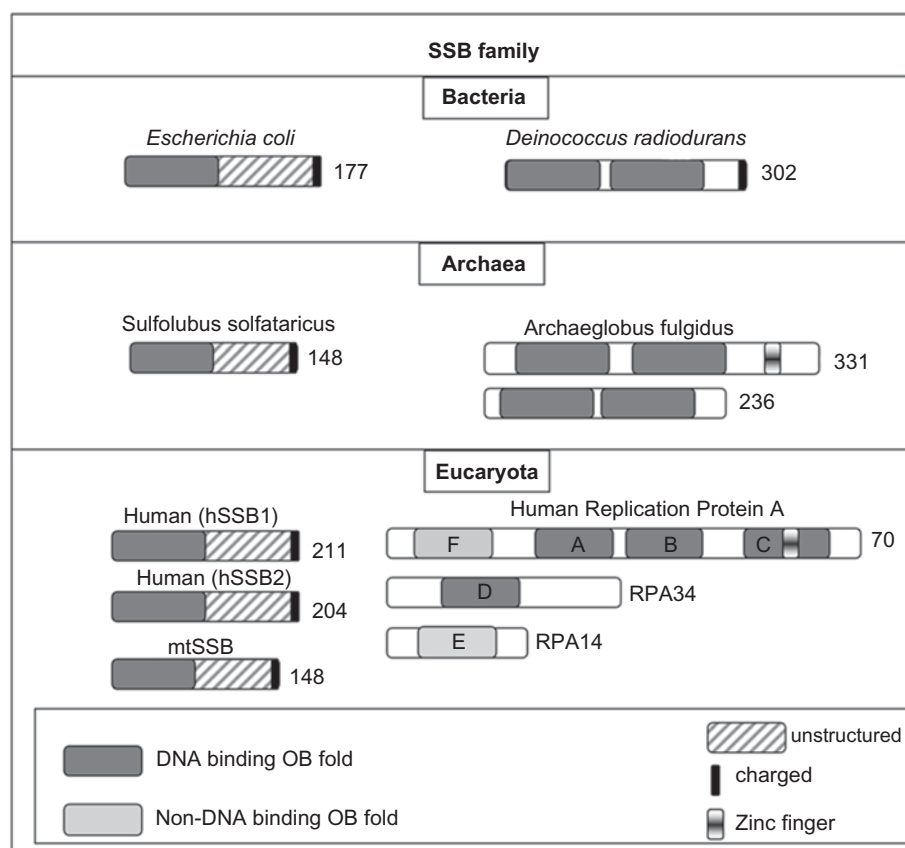 SSB family
Bacteria
Escherichia coli
177
Deinococcus radiodurans
302
Archaea
Sulfolubus solfataricus
148
Archaeglobus fulgidus
331
236
Eucaryota
Human (hSSB1)
211
Human (hSSB2)
204
mtSSB
148
Human Replication Protein A
F A B C 70
D RPA34
E RPA14
DNA binding OB fold
Non-DNA binding OB fold
unstructured
charged
Zinc finger